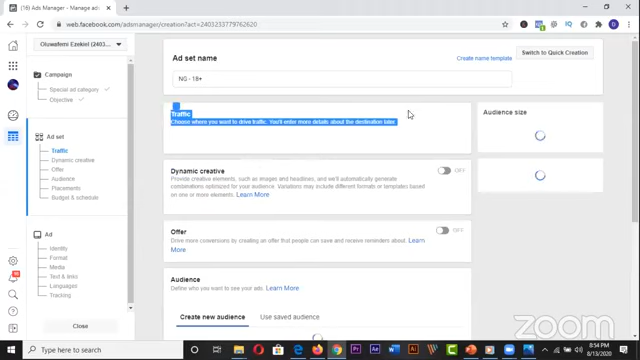 (16) Ads Manager - Manage ads
web.facebook.com/adsmanager/creation?act=2403233779762620
Oluwafemi Ezekiel (2403...
Campaign
Special ad category
Objective
Ad set
Traffic
Dynamic creative
Offer
Audience
Placements
Budget & schedule
Ad
Identity
Format
Media
Text & links
Languages
Tracking
Close
Ad set name
Create name template
Switch to Quick Creation
NG - 18+
Traffic
Choose where you want to drive traffic. You'll enter more details about the destination later.
Audience size
Dynamic creative
OFF
Provide creative elements, such as images and headlines, and we'll automatically generate
combinations optimized for your audience. Variations may include different formats or templates based
on one or more elements. Learn More
Offer
OFF
Drive more conversions by creating an offer that people can save and receive reminders about. Learn
More
Audience
Define who you want to see your ads. Learn More
Create new audience
Use saved audience
zoom
Type here to search
8:54 PM
8/13/2020